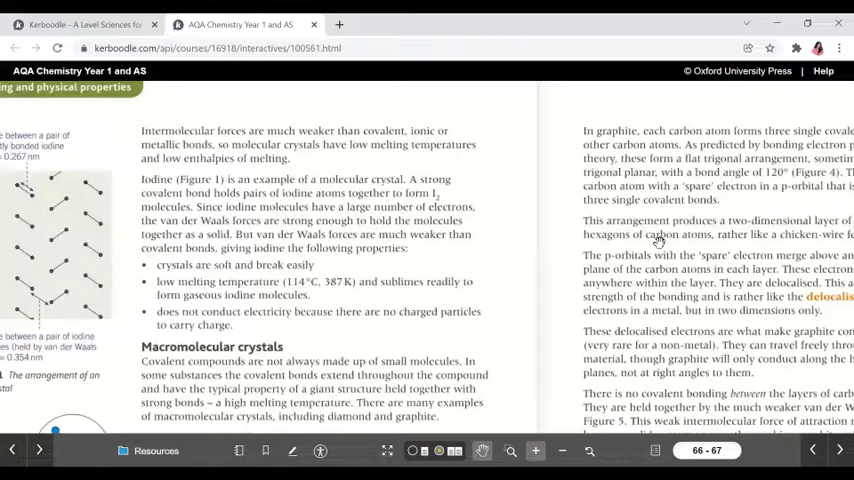 Kerboodle - A Level Sciences for
AQA Chemistry Year 1 and AS
kerboodle.com/api/courses/16918/interactives/100561.html
AQA Chemistry Year 1 and AS
© Oxford University Press | Help
ing and physical properties
e between a pair of
tly bonded iodine
= 0.267 nm
e between a pair of iodine
es (held by van der Waals
= 0.354 nm
1 The arrangement of an
stal
Intermolecular forces are much weaker than covalent, ionic or
metallic bonds, so molecular crystals have low melting temperatures
and low enthalpies of melting.
Iodine (Figure 1) is an example of a molecular crystal. A strong
covalent bond holds pairs of iodine atoms together to form I₂
molecules. Since iodine molecules have a large number of electrons,
the van der Waals forces are strong enough to hold the molecules
together as a solid. But van der Waals forces are much weaker than
covalent bonds, giving iodine the following properties:
• crystals are soft and break easily
• low melting temperature (114 °C, 387 K) and sublimes readily to
form gaseous iodine molecules.
• does not conduct electricity because there are no charged particles
to carry charge.
Macromolecular crystals
Covalent compounds are not always made up of small molecules. In
some substances the covalent bonds extend throughout the compound
and have the typical property of a giant structure held together with
strong bonds – a high melting temperature. There are many examples
of macromolecular crystals, including diamond and graphite.
In graphite, each carbon atom forms three single covale
other carbon atoms. As predicted by bonding electron p
theory, these form a flat trigonal arrangement, sometim
trigonal planar, with a bond angle of 120° (Figure 4). T
carbon atom with a 'spare' electron in a p-orbital that is
three single covalent bonds.
This arrangement produces a two-dimensional layer of
hexagons of carbon atoms, rather like a chicken-wire fe
The p-orbitals with the 'spare' electron merge above an
plane of the carbon atoms in each layer. These electron
anywhere within the layer. They are delocalised. This a
strength of the bonding and is rather like the delocalis
electrons in a metal, but in two dimensions only.
These delocalised electrons are what make graphite con
(very rare for a non-metal). They can travel freely throu
material, though graphite will only conduct along the h
planes, not at right angles to them.
There is no covalent bonding between the layers of carb
They are held together by the much weaker van der W
Figure 5. This weak intermolecular force of attraction r
Resources
66 - 67